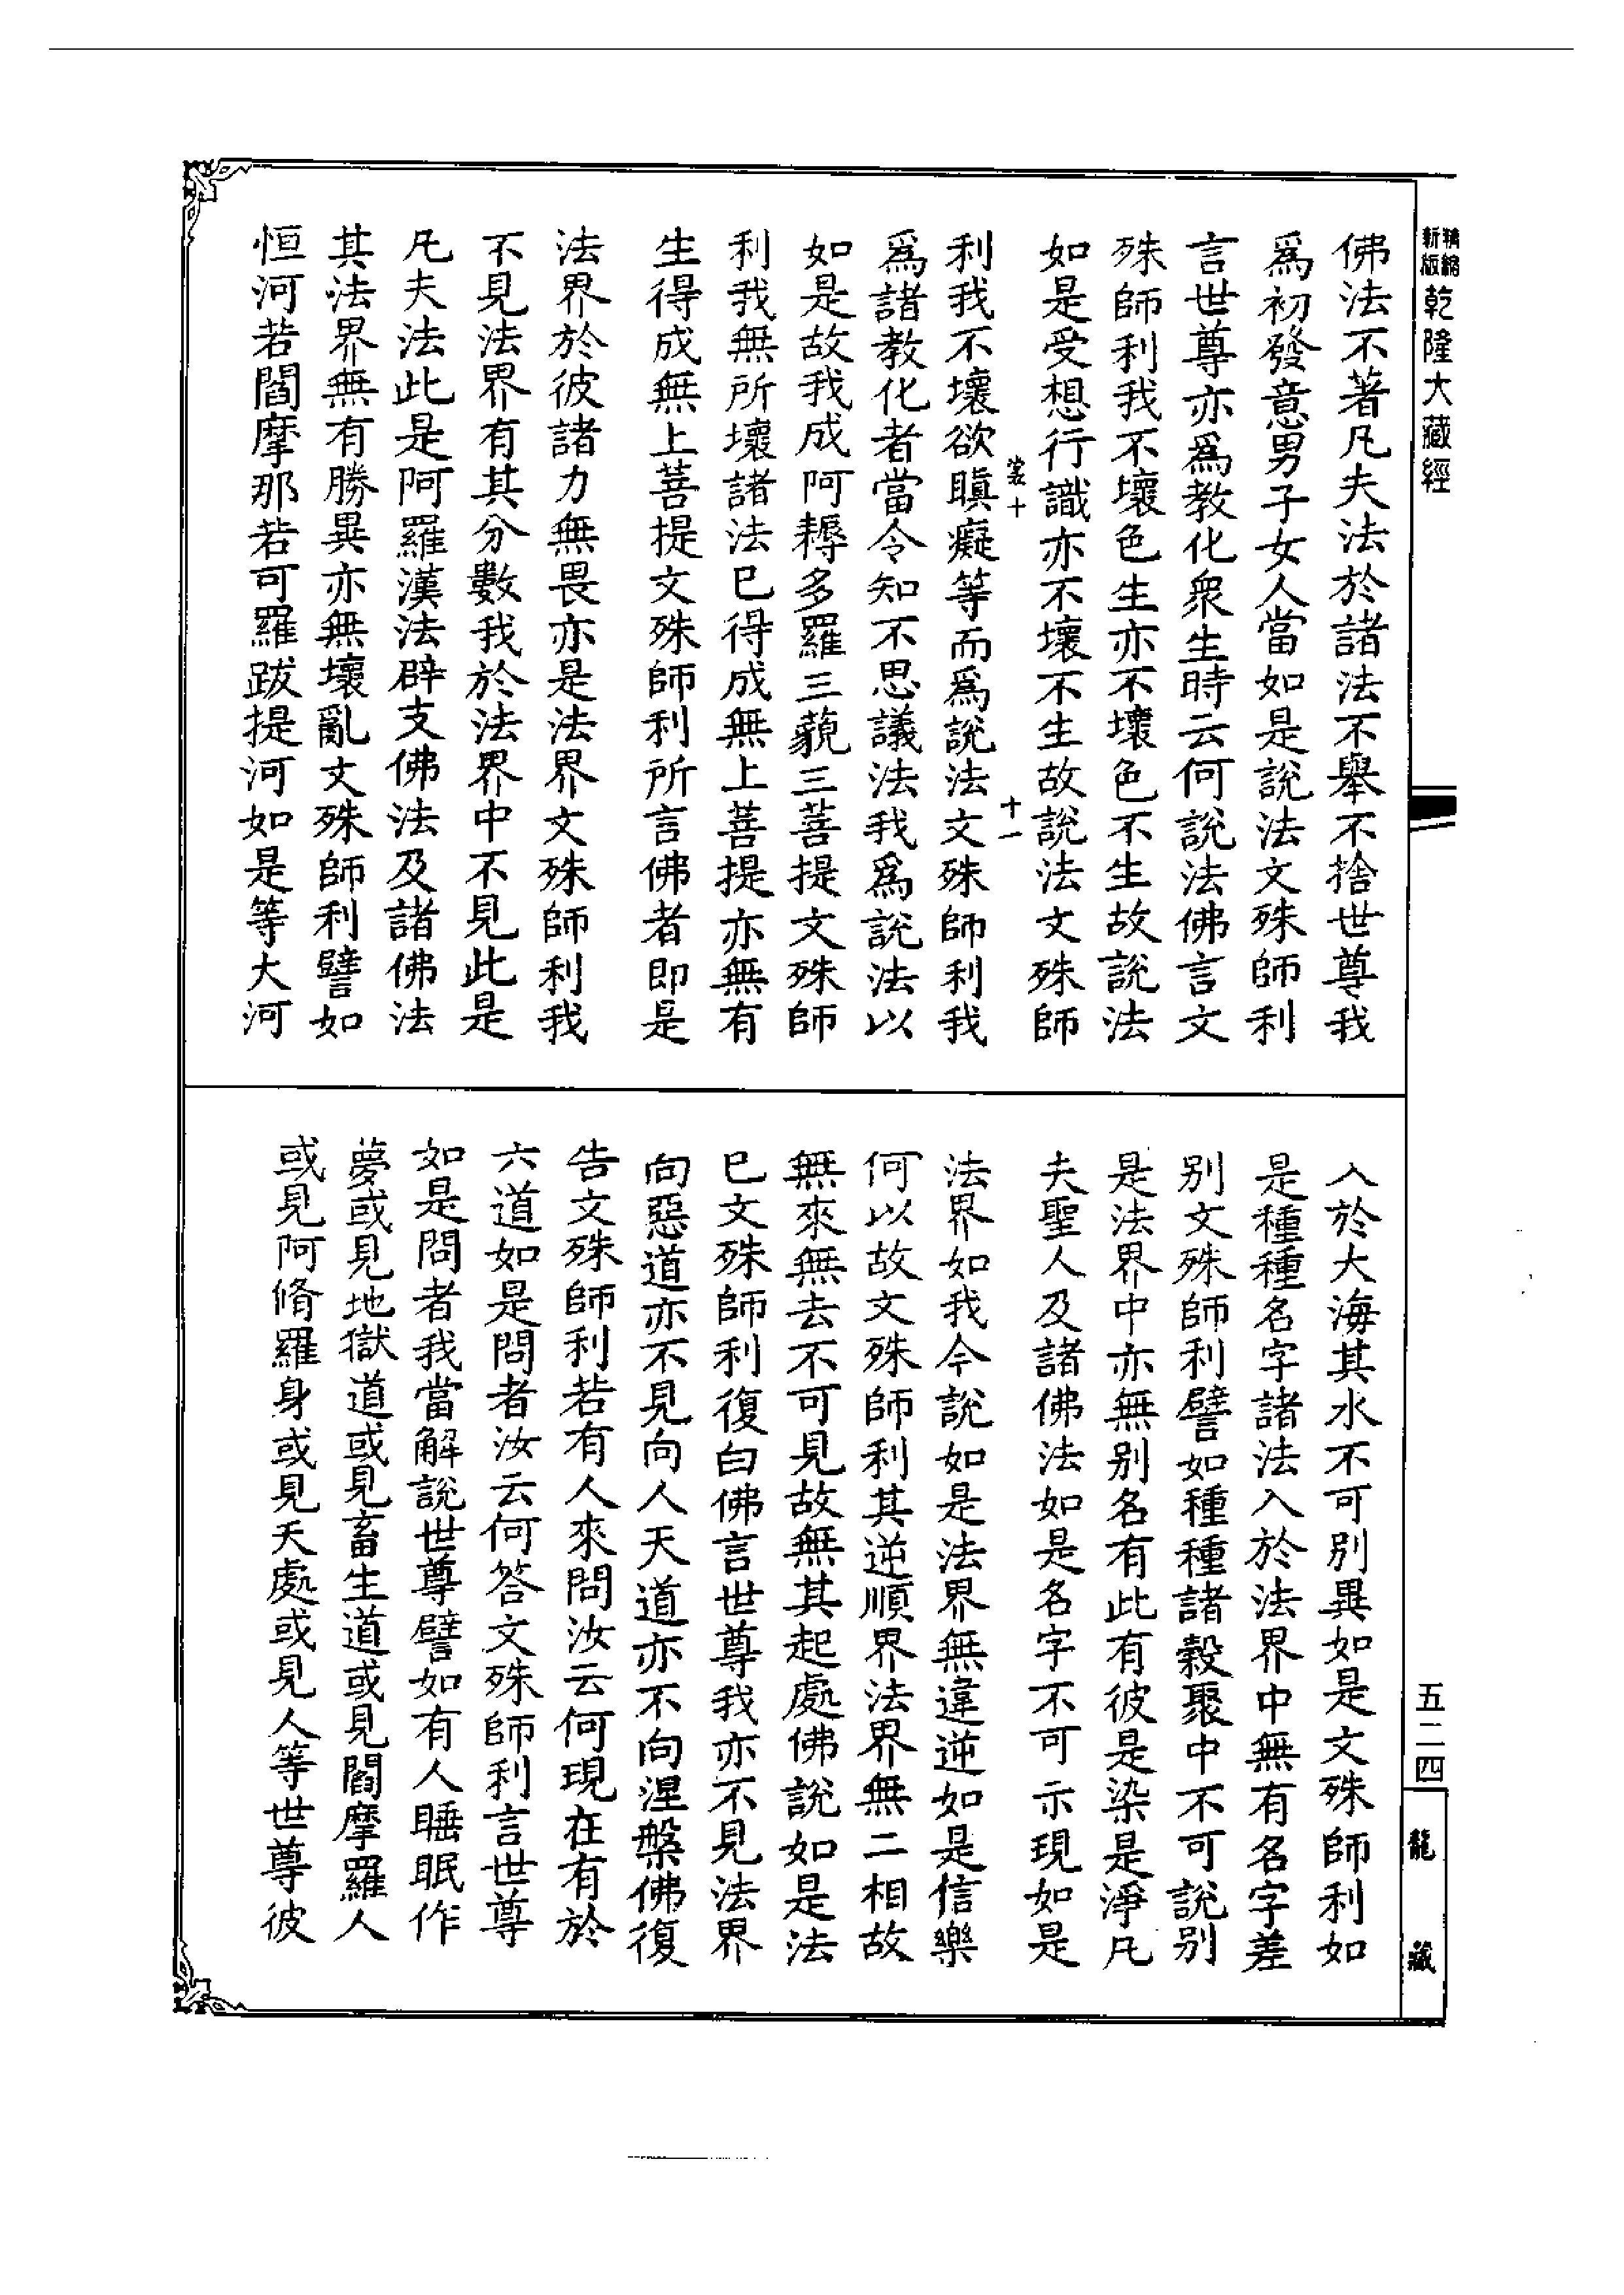 新編
新版
乾隆大藏經
佛法不著凡夫法於諸法不舉不捨世尊我
為初發意男子女人當如是說法文殊師利
言世尊亦為教化衆生時云何說法佛言文
殊師利我不壞色生亦不壞色不生故說法
如是受想行識亦不壞不生故說法文殊師
裳十
十一
利我不壞欲瞋癡等而為說法文殊師利我
為諸教化者當令知不思議法我為說法以
如是故我成阿耨多羅三藐三菩提文殊師
利我無所壞諸法已得成無上菩提亦無有
生得成無上菩提文殊師利所言佛者即是
法界於彼諸力無畏亦是法界文殊師利我
不見法界有其分數我於法界中不見此是
凡夫法此是阿羅漢法辟支佛法及諸佛法
其法界無有勝異亦無壞亂文殊師利譬如
恒河若閻摩那若可羅跋提河如是等大河
入於大海其水不可別異如是文殊師利如
是種種名字諸法入於法界中無有名字差
別文殊師利譬如種種諸穀聚中不可說別
是法界中亦無別名有此有彼是染是淨凡
夫聖人及諸佛法如是名字不可示現如是
法界如我今說如是法界無違逆如是信樂
何以故文殊師利其逆順界法界無二相故
無來無去不可見故無其起處佛說如是法
已文殊師利復白佛言世尊我亦不見法界
向惡道亦不見向人天道亦不向涅槃佛復
告文殊師利若有人來問汝云何現在有於
六道如是問者汝云何答文殊師利言世尊
如是問者我當解說世尊譬如有人睡眠作
夢或見地獄道或見畜生道或見閻摩羅人
或見阿脩羅身或見天處或見人等世尊彼
五二四
龍藏